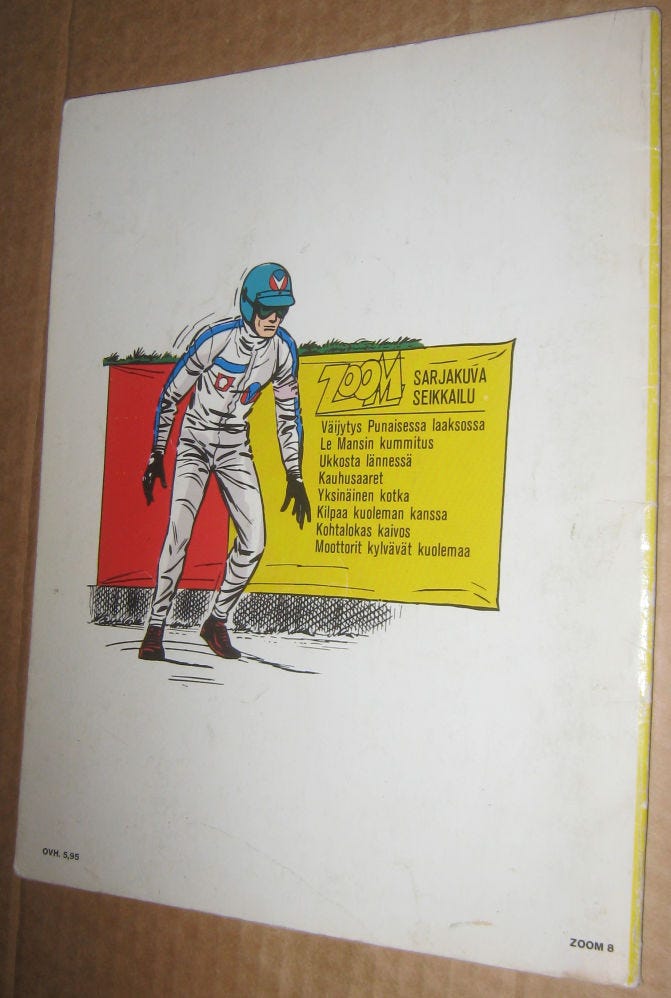 ZOOM
SARJAKUVA
SEIKKAILU
Väijytys Punaisessa laaksossa
Le Mansin kummitus
Ukkosta lännessä
Kauhusaaret
Yksinäinen kotka
Kilpaa kuoleman kanssa
Kohtalokas kaivos
Moottorit kylvävät kuolemaa
OVH. 5,95
ZOOM 8